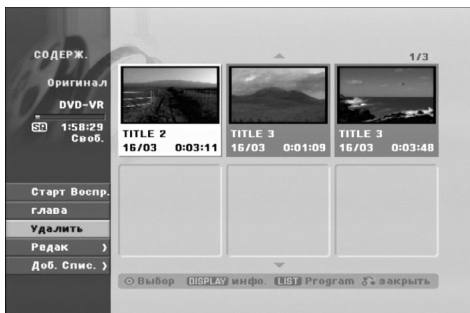 СОДЕРЖ.
Оригинал
DVD-VR
SQ 1:58:29
Своб.
Старт Воспр.
глава
Удалить
Редак >
Доб. Спис. >
1/3
TITLE 2
16/03 0:03:11
TITLE 3
16/03 0:01:09
TITLE 3
16/03 0:03:48
Выбор DISPLAY инфо. LIST Program закрыть